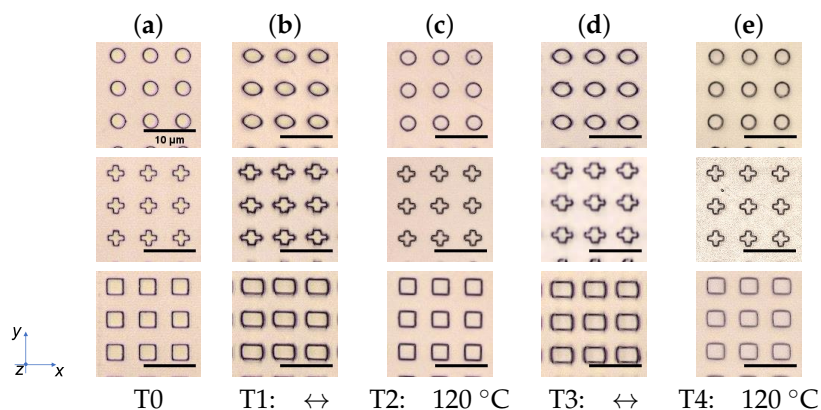 (a) (b) (c) (d) (e)
10 µm
y
z x
T0 T1: ↔ T2: 120 °C T3: ↔ T4: 120 °C